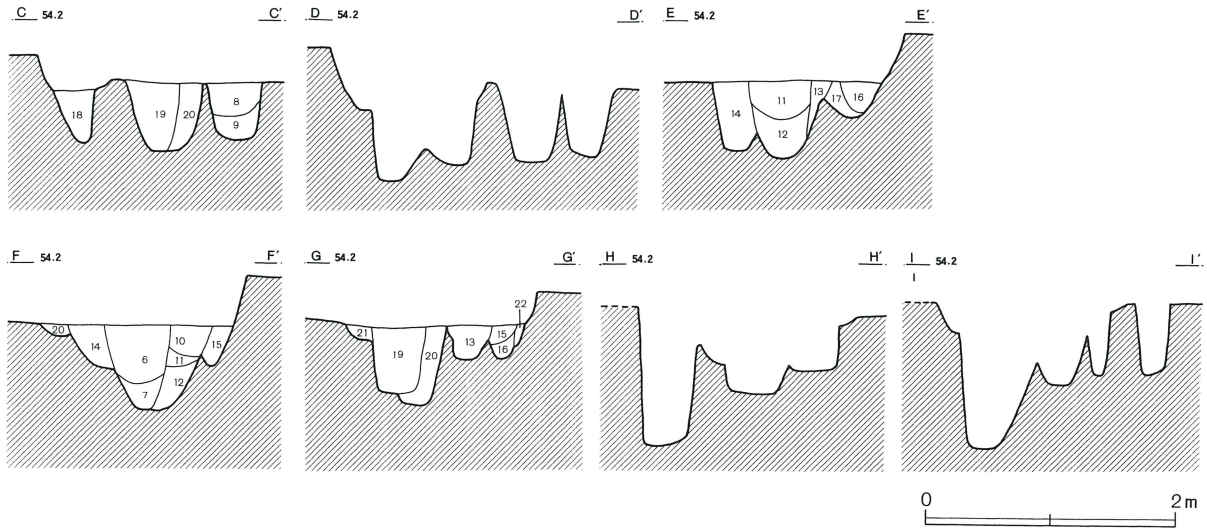 C 54.2 C′ D 54.2 D′ E 54.2 E′
18 19 20 8 9
14 11 12 13 17 16
F 54.2 F′ G 54.2 G′ H 54.2 H′ I 54.2 I′
20 14 6 7 10 11 12 15
21 19 20 13 15 16 22
0 2m